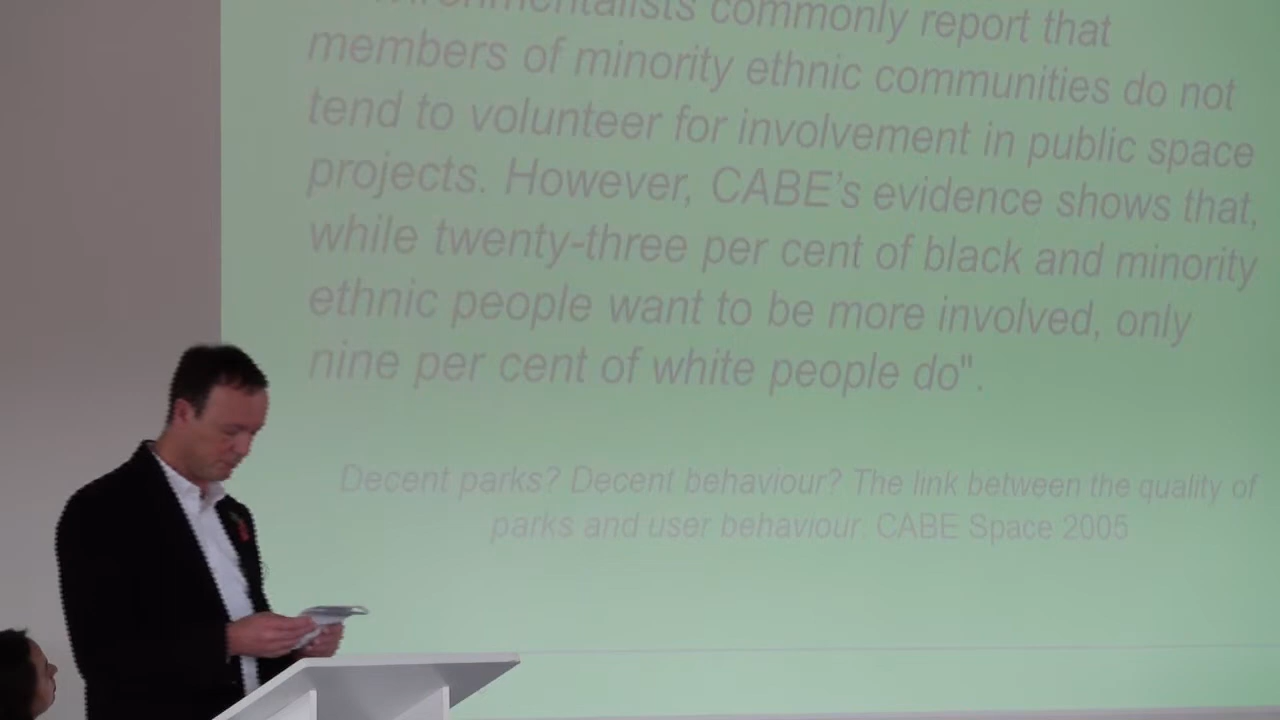 commonly report that
members of minority ethnic communities do not
tend to volunteer for involvement in public space
projects. However, CABE's evidence shows that,
while twenty-three per cent of black and minority
ethnic people want to be more involved, only
nine per cent of white people do".
Decent parks? Decent behaviour? The link between the quality of
parks and user behaviour. CABE Space 2005